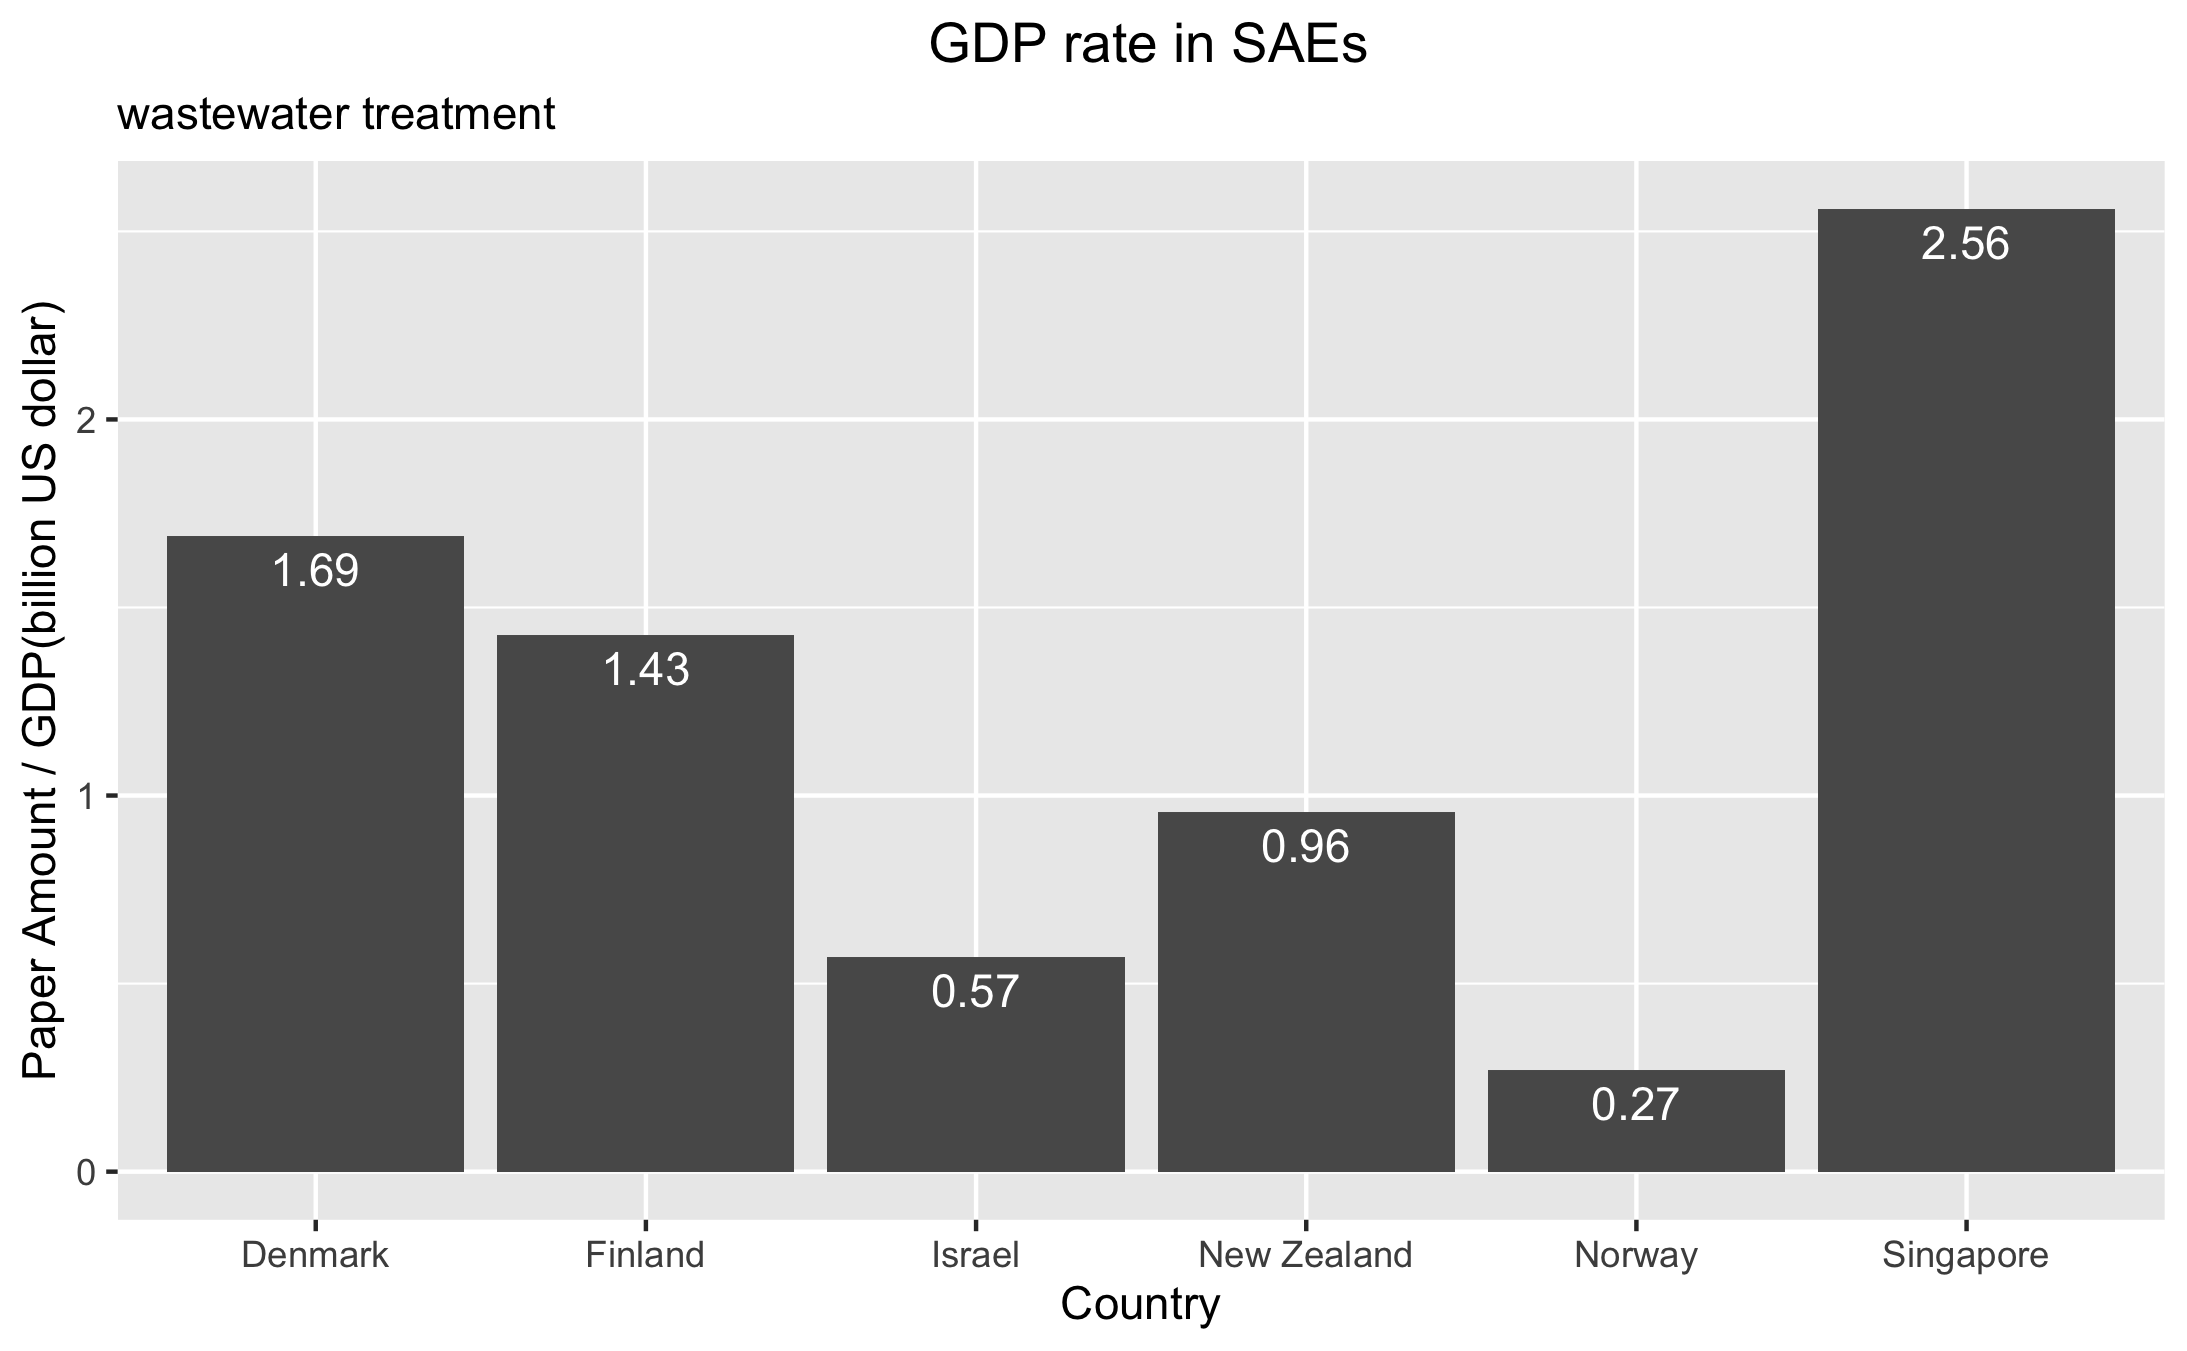 GDP rate in SAEs
wastewater treatment
Paper Amount / GDP(billion US dollar)
2
1
0
1.69
1.43
0.57
0.96
0.27
2.56
Denmark
Finland
Israel
New Zealand
Norway
Singapore
Country